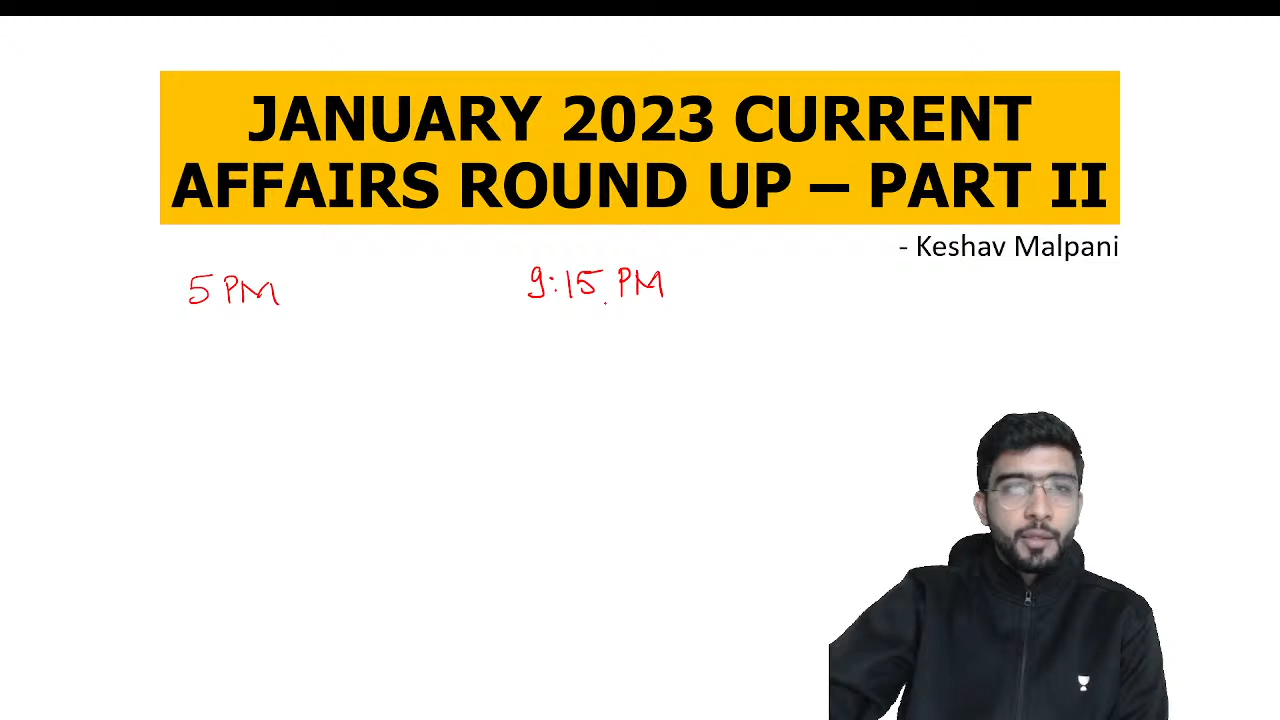 JANUARY 2023 CURRENT
AFFAIRS ROUND UP – PART II
- Keshav Malpani
5 PM 9:15 PM